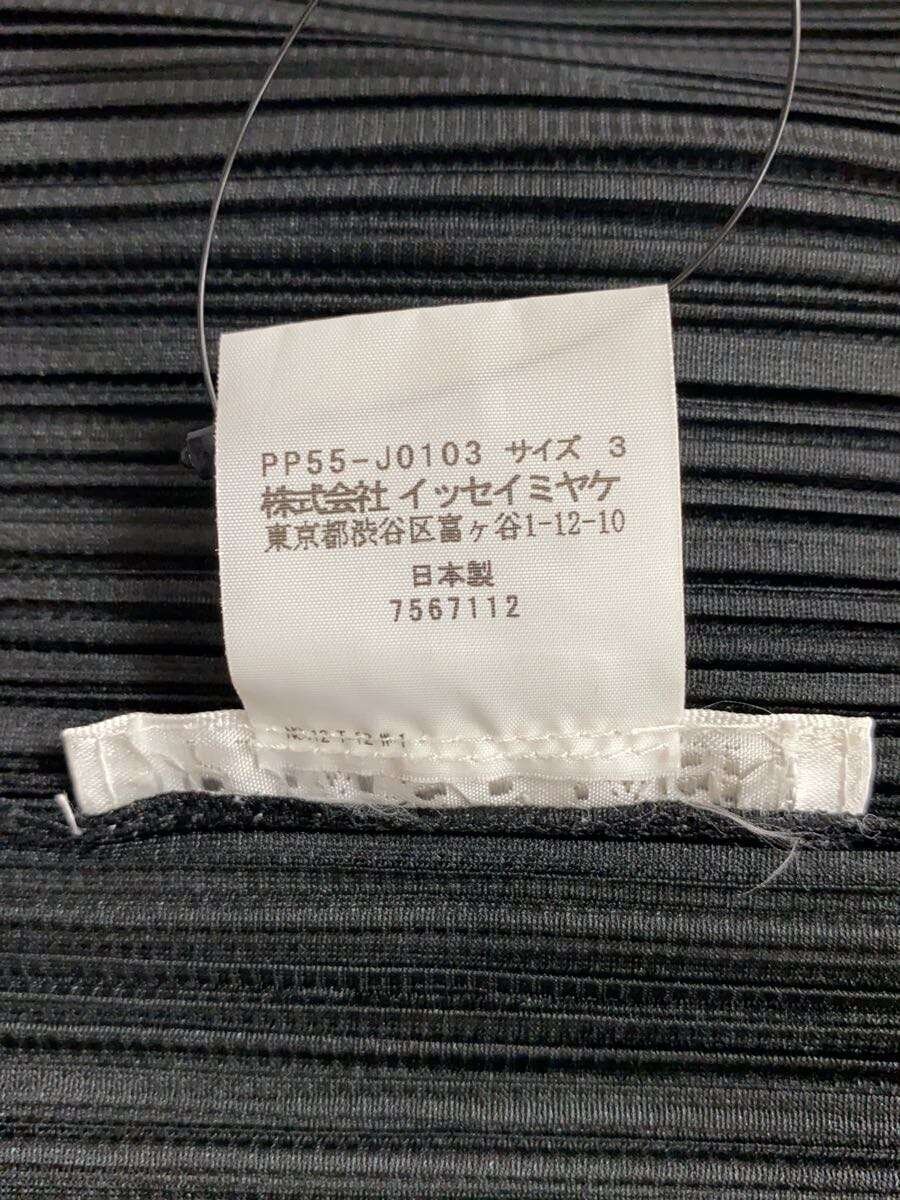 PP55-J0103 サイズ 3
株式会社 イッセイミヤケ
東京都渋谷区富ヶ谷1-12-10
日本製
7567112